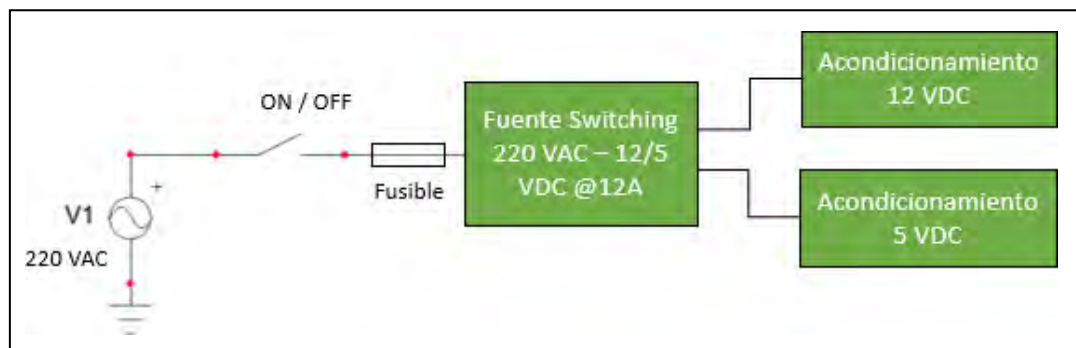 ON / OFF
Fusible
V1
220 VAC
+
Fuente Switching
220 VAC – 12/5
VDC @12A
Acondicionamiento
12 VDC
Acondicionamiento
5 VDC